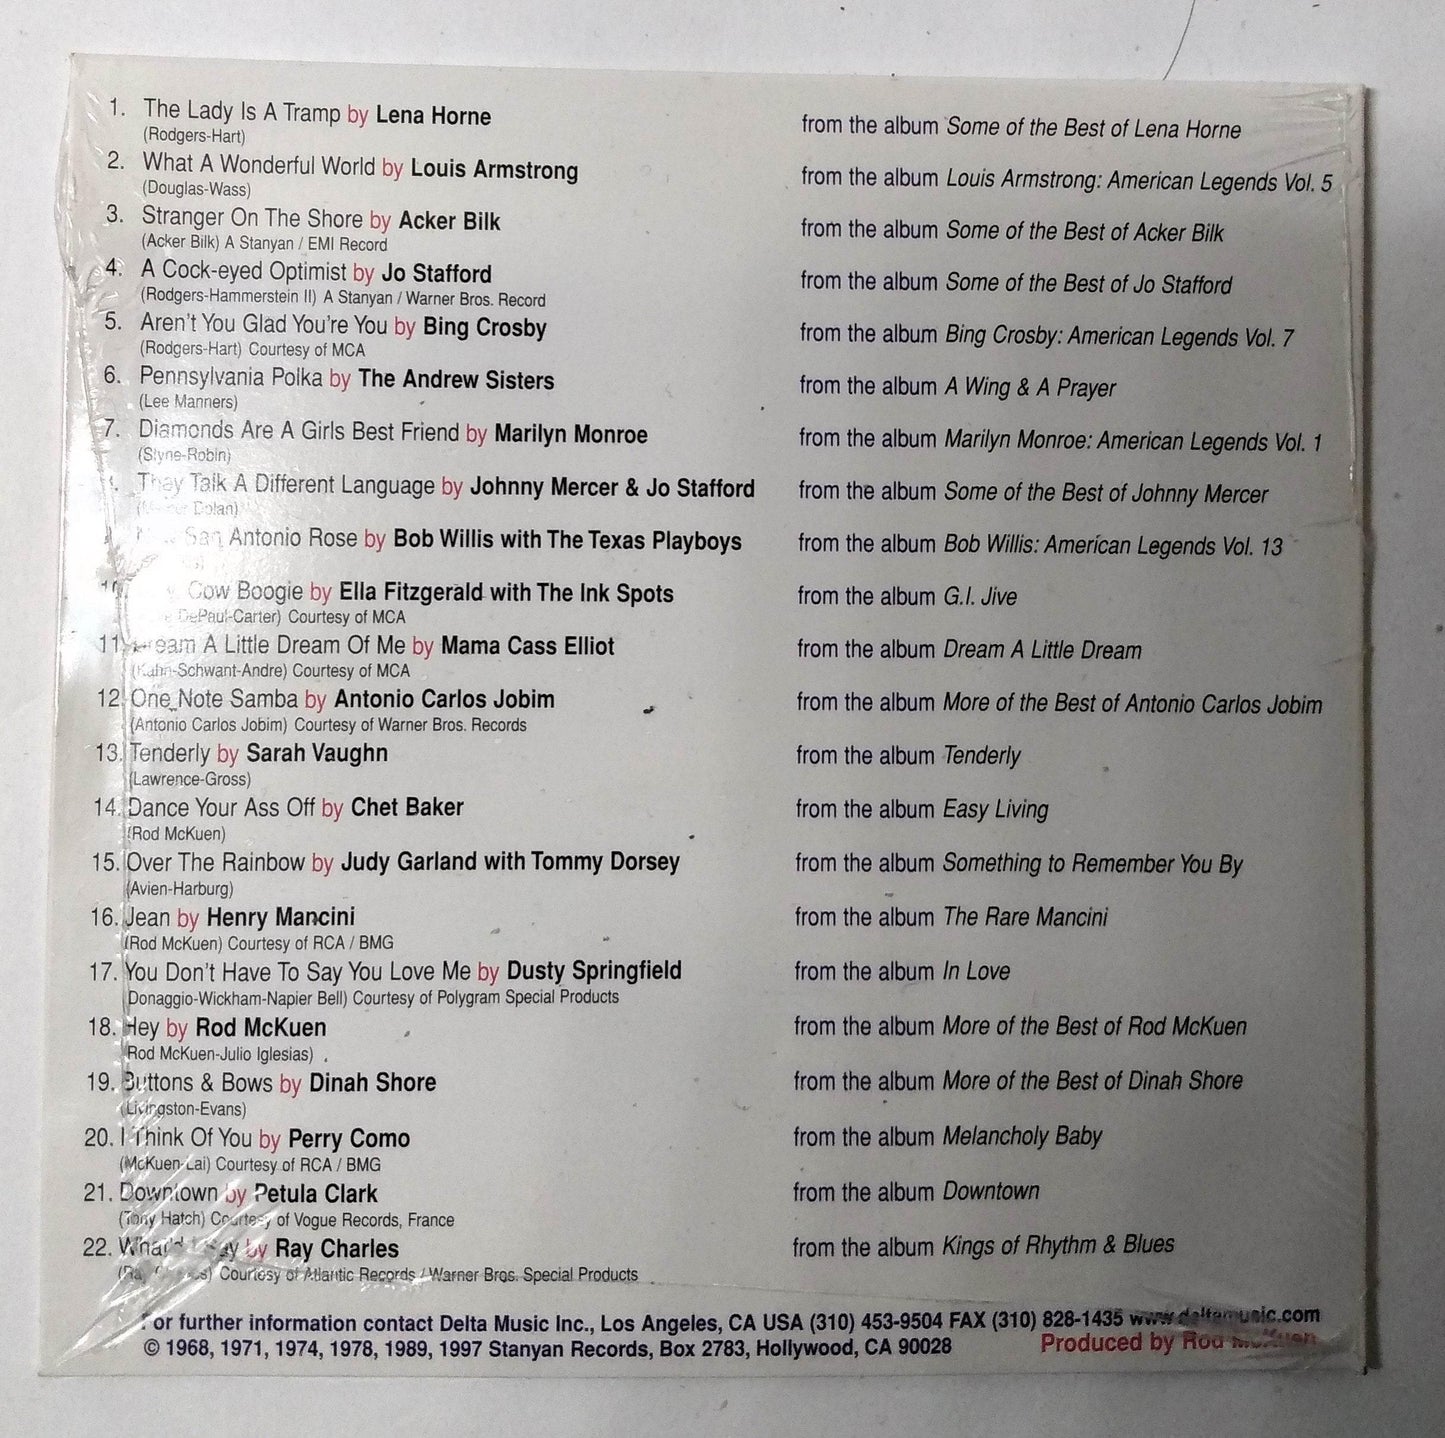 1. The Lady Is A Tramp by Lena Horne from the album Some of the Best of Lena Horne
(Rodgers-Hart)
2. What A Wonderful World by Louis Armstrong from the album Louis Armstrong: American Legends Vol. 5
(Douglas-Wass)
3. Stranger On The Shore by Acker Bilk from the album Some of the Best of Acker Bilk
(Acker Bilk) A Stanyan / EMI Record
4. A Cock-eyed Optimist by Jo Stafford from the album Some of the Best of Jo Stafford
(Rodgers-Hammerstein II) A Stanyan / Warner Bros. Record
5. Aren't You Glad You're You by Bing Crosby from the album Bing Crosby: American Legends Vol. 7
(Rodgers-Hart) Courtesy of MCA
6. Pennsylvania Polka by The Andrew Sisters from the album A Wing & A Prayer
(Lee Manners)
7. Diamonds Are A Girls Best Friend by Marilyn Monroe from the album Marilyn Monroe: American Legends Vol. 1
(Styne-Robin)
They Talk A Different Language by Johnny Mercer & Jo Stafford from the album Some of the Best of Johnny Mercer
Dolan)
San Antonio Rose by Bob Willis with The Texas Playboys from the album Bob Willis: American Legends Vol. 13
10. Cow Boogie by Ella Fitzgerald with The Ink Spots from the album G.I. Jive
DePaul-Carter) Courtesy of MCA
11. Dream A Little Dream Of Me by Mama Cass Elliot from the album Dream A Little Dream
(Kahn-Schwant-Andre) Courtesy of MCA
12. One Note Samba by Antonio Carlos Jobim from the album More of the Best of Antonio Carlos Jobim
(Antonio Carlos Jobim) Courtesy of Warner Bros. Records
13. Tenderly by Sarah Vaughn from the album Tenderly
(Lawrence-Gross)
14. Dance Your Ass Off by Chet Baker from the album Easy Living
(Rod McKuen)
15. Over The Rainbow by Judy Garland with Tommy Dorsey from the album Something to Remember You By
(Avien-Harburg)
16. Jean by Henry Mancini from the album The Rare Mancini
(Rod McKuen) Courtesy of RCA / BMG
17. You Don't Have To Say You Love Me by Dusty Springfield from the album In Love
(Donaggio-Wickham-Napier Bell) Courtesy of Polygram Special Products
18. Hey by Rod McKuen from the album More of the Best of Rod McKuen
Rod McKuen-Julio Iglesias)
19. Buttons & Bows by Dinah Shore from the album More of the Best of Dinah Shore
(Livingston-Evans)
20. I Think Of You by Perry Como from the album Melancholy Baby
(McKuen-Lai) Courtesy of RCA / BMG
21. Downtown by Petula Clark from the album Downtown
(Tony Hatch) Courtesy of Vogue Records, France
22. What'd I Say by Ray Charles from the album Kings of Rhythm & Blues
(Ray Charles) Courtesy of Atlantic Records / Warner Bros. Special Products
For further information contact Delta Music Inc., Los Angeles, CA USA (310) 453-9504 FAX (310) 828-1435 www.deltamusic.com
© 1968, 1971, 1974, 1978, 1989, 1997 Stanyan Records, Box 2783, Hollywood, CA 90028 Produced by Rod McKuen